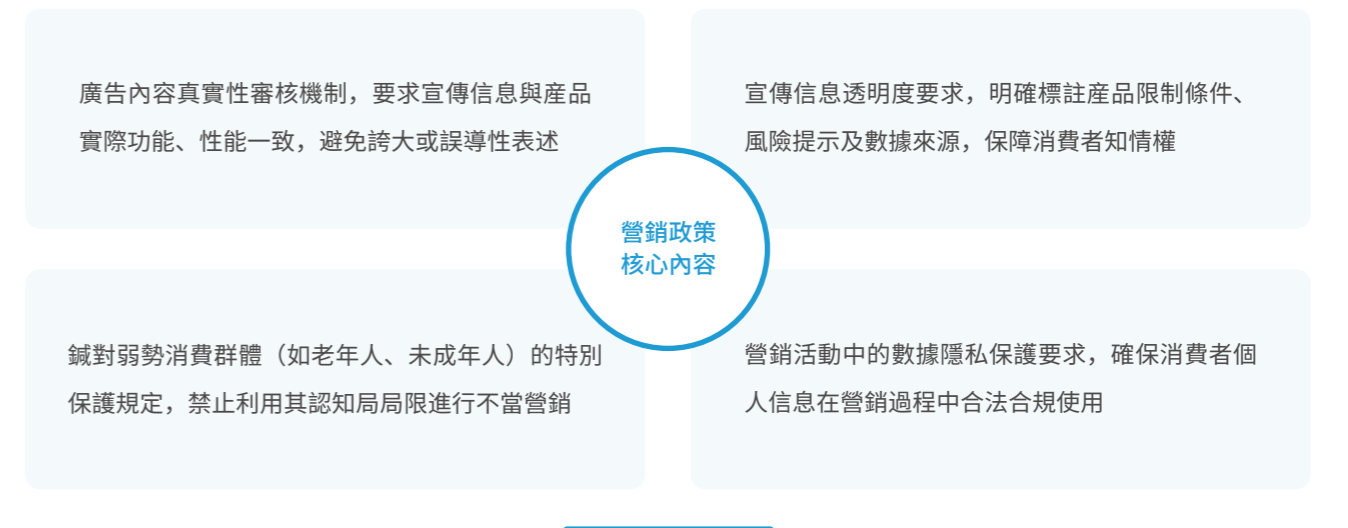 廣告內容真實性審核機制，要求宣傳信息與産品
實際功能、性能一致，避免誇大或誤導性表述
宣傳信息透明度要求，明確標註産品限制條件、
風險提示及數據來源，保障消費者知情權
營銷政策
核心內容
鍼對弱勢消費群體（如老年人、未成年人）的特別
保護規定，禁止利用其認知局局限進行不當營銷
營銷活動中的數據隱私保護要求，確保消費者個
人信息在營銷過程中合法合規使用